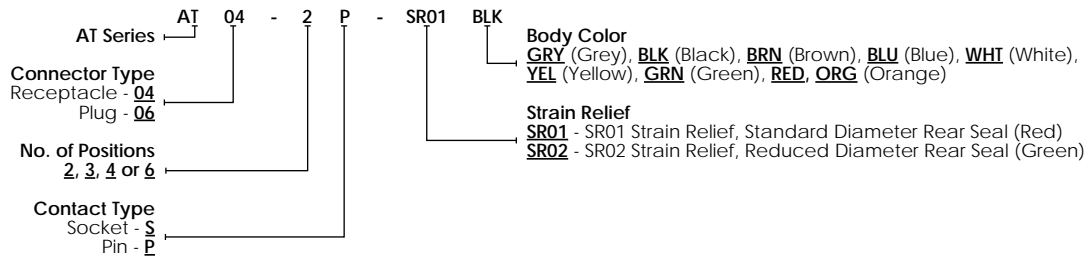 AT 04 - 2 P - SR01 BLK
AT Series
Connector Type
Receptacle - 04
Plug - 06
No. of Positions
2, 3, 4 or 6
Contact Type
Socket - S
Pin - P
Body Color
GRY (Grey), BLK (Black), BRN (Brown), BLU (Blue), WHT (White),
YEL (Yellow), GRN (Green), RED, ORG (Orange)
Strain Relief
SR01 - SR01 Strain Relief, Standard Diameter Rear Seal (Red)
SR02 - SR02 Strain Relief, Reduced Diameter Rear Seal (Green)